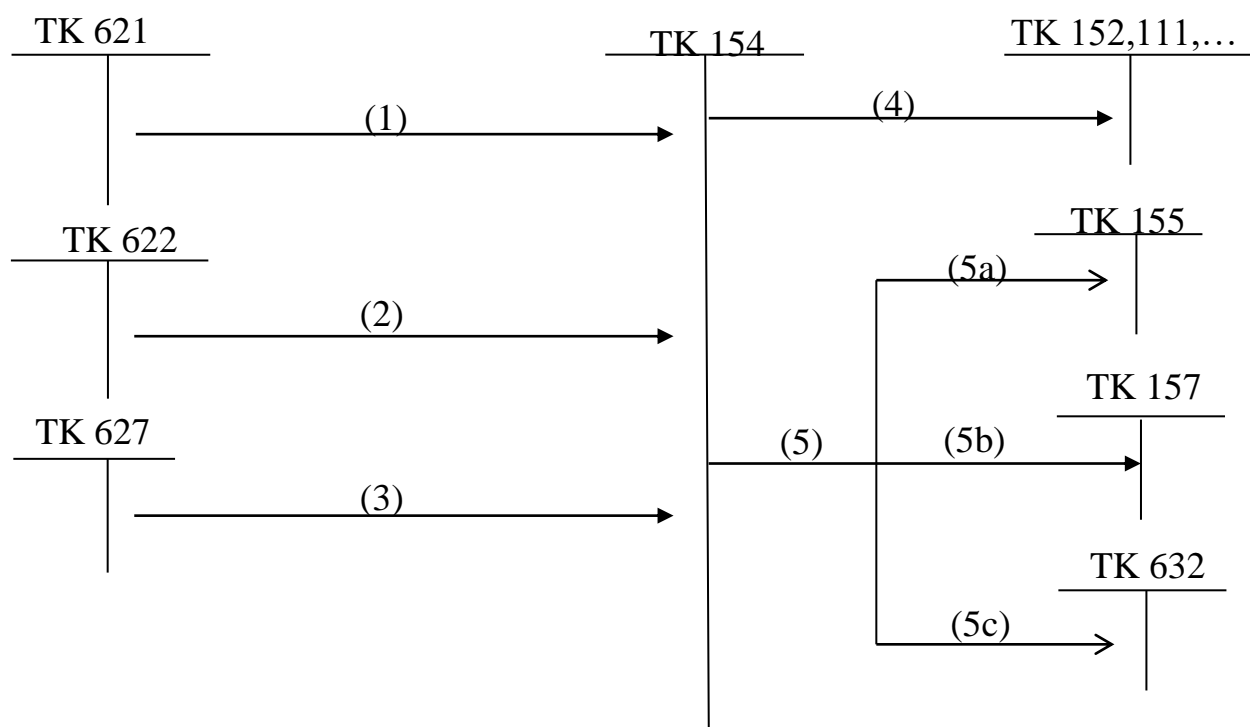 TK 621
TK 154
TK 152,111,…
(1)
(4)
TK 622
TK 155
(5a)
(2)
TK 157
TK 627
(5)
(5b)
(3)
TK 632
(5c)